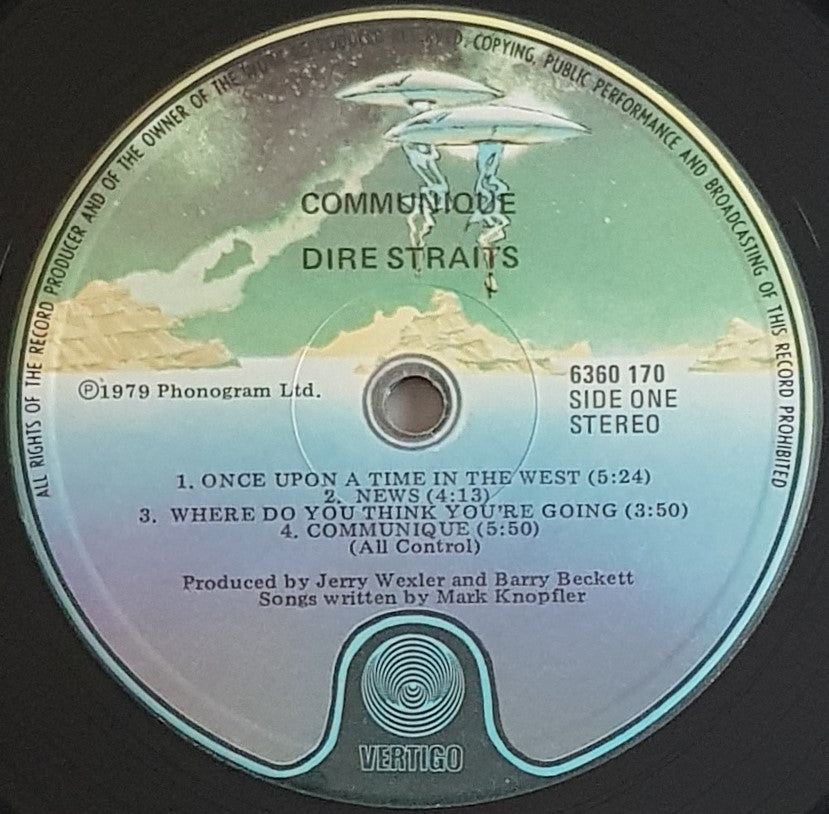 ALL RIGHTS OF THE RECORD PRODUCER AND OF THE OWNER OF THE COPYING, PUBLIC PERFORMANCE AND BROADCASTING OF THIS RECORD PROHIBITED
COMMUNIQUE
DIRE STRAITS
Ⓟ1979 Phonogram Ltd.
6360 170
SIDE ONE
STEREO
1. ONCE UPON A TIME IN THE WEST (5:24)
2. NEWS (4:13)
3. WHERE DO YOU THINK YOU'RE GOING (3:50)
4. COMMUNIQUE (5:50)
(All Control)
Produced by Jerry Wexler and Barry Beckett
Songs written by Mark Knopfler
VERTIGO